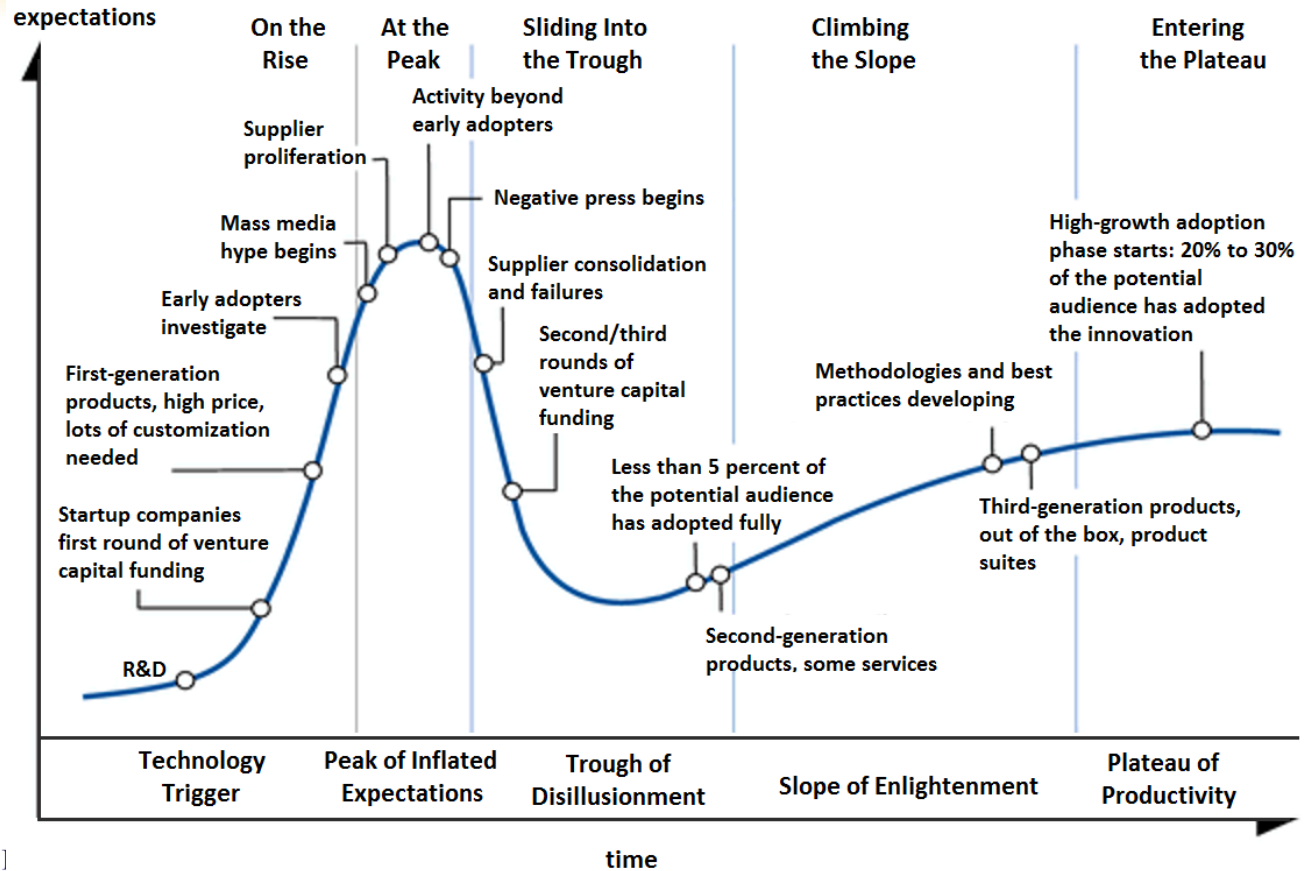 expectations
On the
Rise
At the
Peak
Sliding Into
the Trough
Climbing
the Slope
Entering
the Plateau
Activity beyond
early adopters
Supplier
proliferation
Negative press begins
Mass media
hype begins
High-growth adoption
phase starts: 20% to 30%
of the potential
audience has adopted
the innovation
Supplier consolidation
and failures
Early adopters
investigate
Second/third
rounds of
venture capital
funding
First-generation
products, high price,
lots of customization
needed
Methodologies and best
practices developing
Less than 5 percent of
the potential audience
has adopted fully
Startup companies
first round of venture
capital funding
Third-generation products,
out of the box, product
suites
Second-generation
products, some services
R&D
Technology
Trigger
Peak of Inflated
Expectations
Trough of
Disillusionment
Slope of Enlightenment
Plateau of
Productivity
time
]